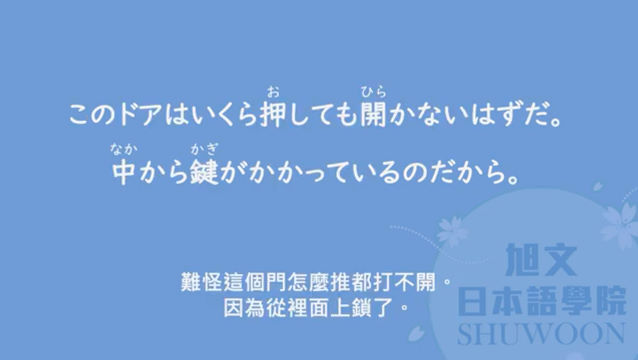 このドアはいくら押しても開かないはずだ。
中から鍵がかかっているのだから。
難怪這個門怎麼推都打不開。
因為從裡面上鎖了。
旭文
日本語學院
SHUWOON
お
ひら
なか
かぎ